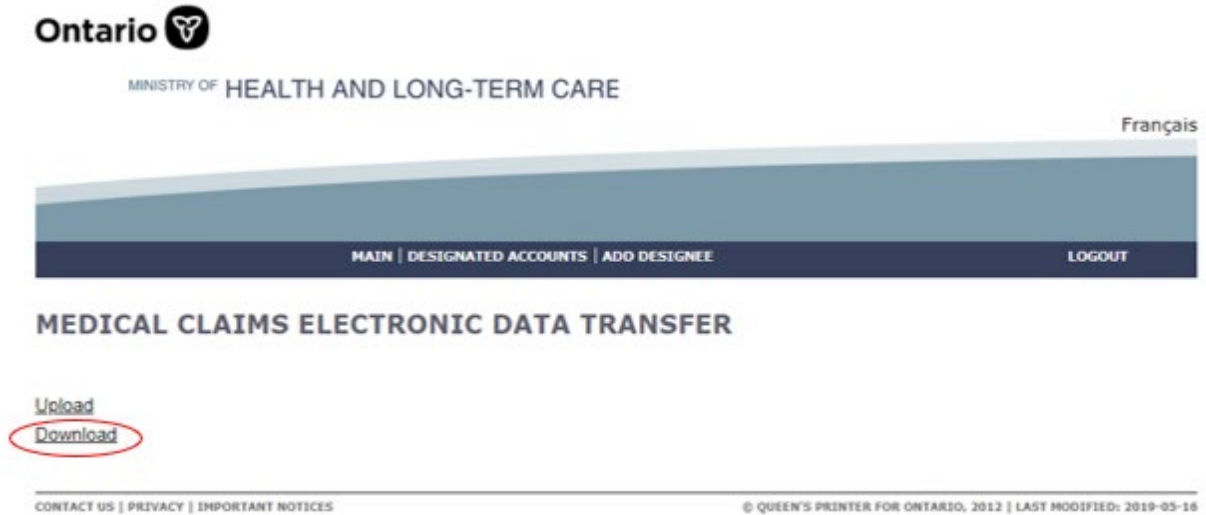 Ontario
MINISTRY OF HEALTH AND LONG-TERM CARE
Français
MAIN | DESIGNATED ACCOUNTS | ADD DESIGNEE LOGOUT
MEDICAL CLAIMS ELECTRONIC DATA TRANSFER
Upload
Download
CONTACT US | PRIVACY | IMPORTANT NOTICES © QUEEN'S PRINTER FOR ONTARIO, 2012 | LAST MODIFIED: 2019-05-16